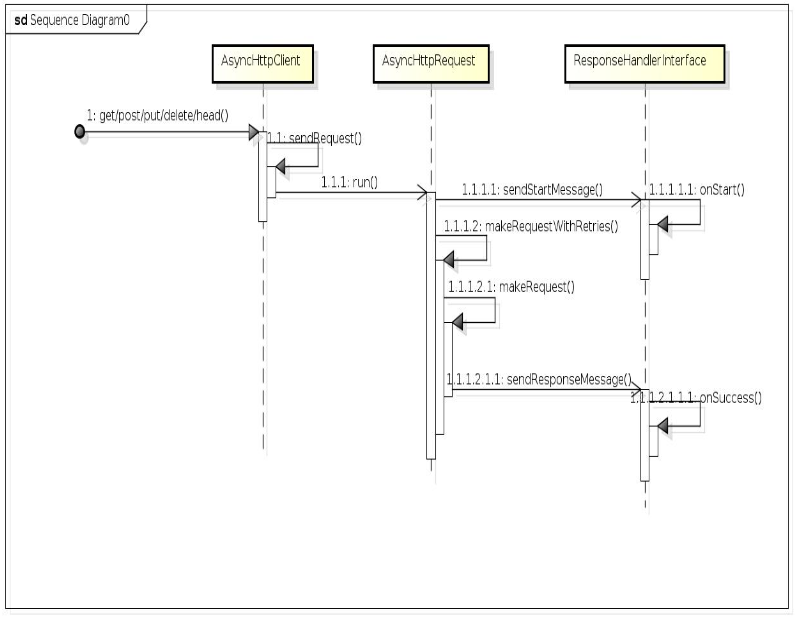 sd Sequence Diagram0
AsyncHttpClient
AsyncHttpRequest
ResponseHandlerInterface
1: get/post/put/delete/head()
1.1: sendRequest()
1.1.1: run()
1.1.1.1: sendStartMessage()
1.1.1.1.1: onStart()
1.1.1.2: makeRequestWithRetries()
1.1.1.2.1: makeRequest()
1.1.1.2.1.1: sendResponseMessage()
1.1.1.2.1.1.1: onSuccess()